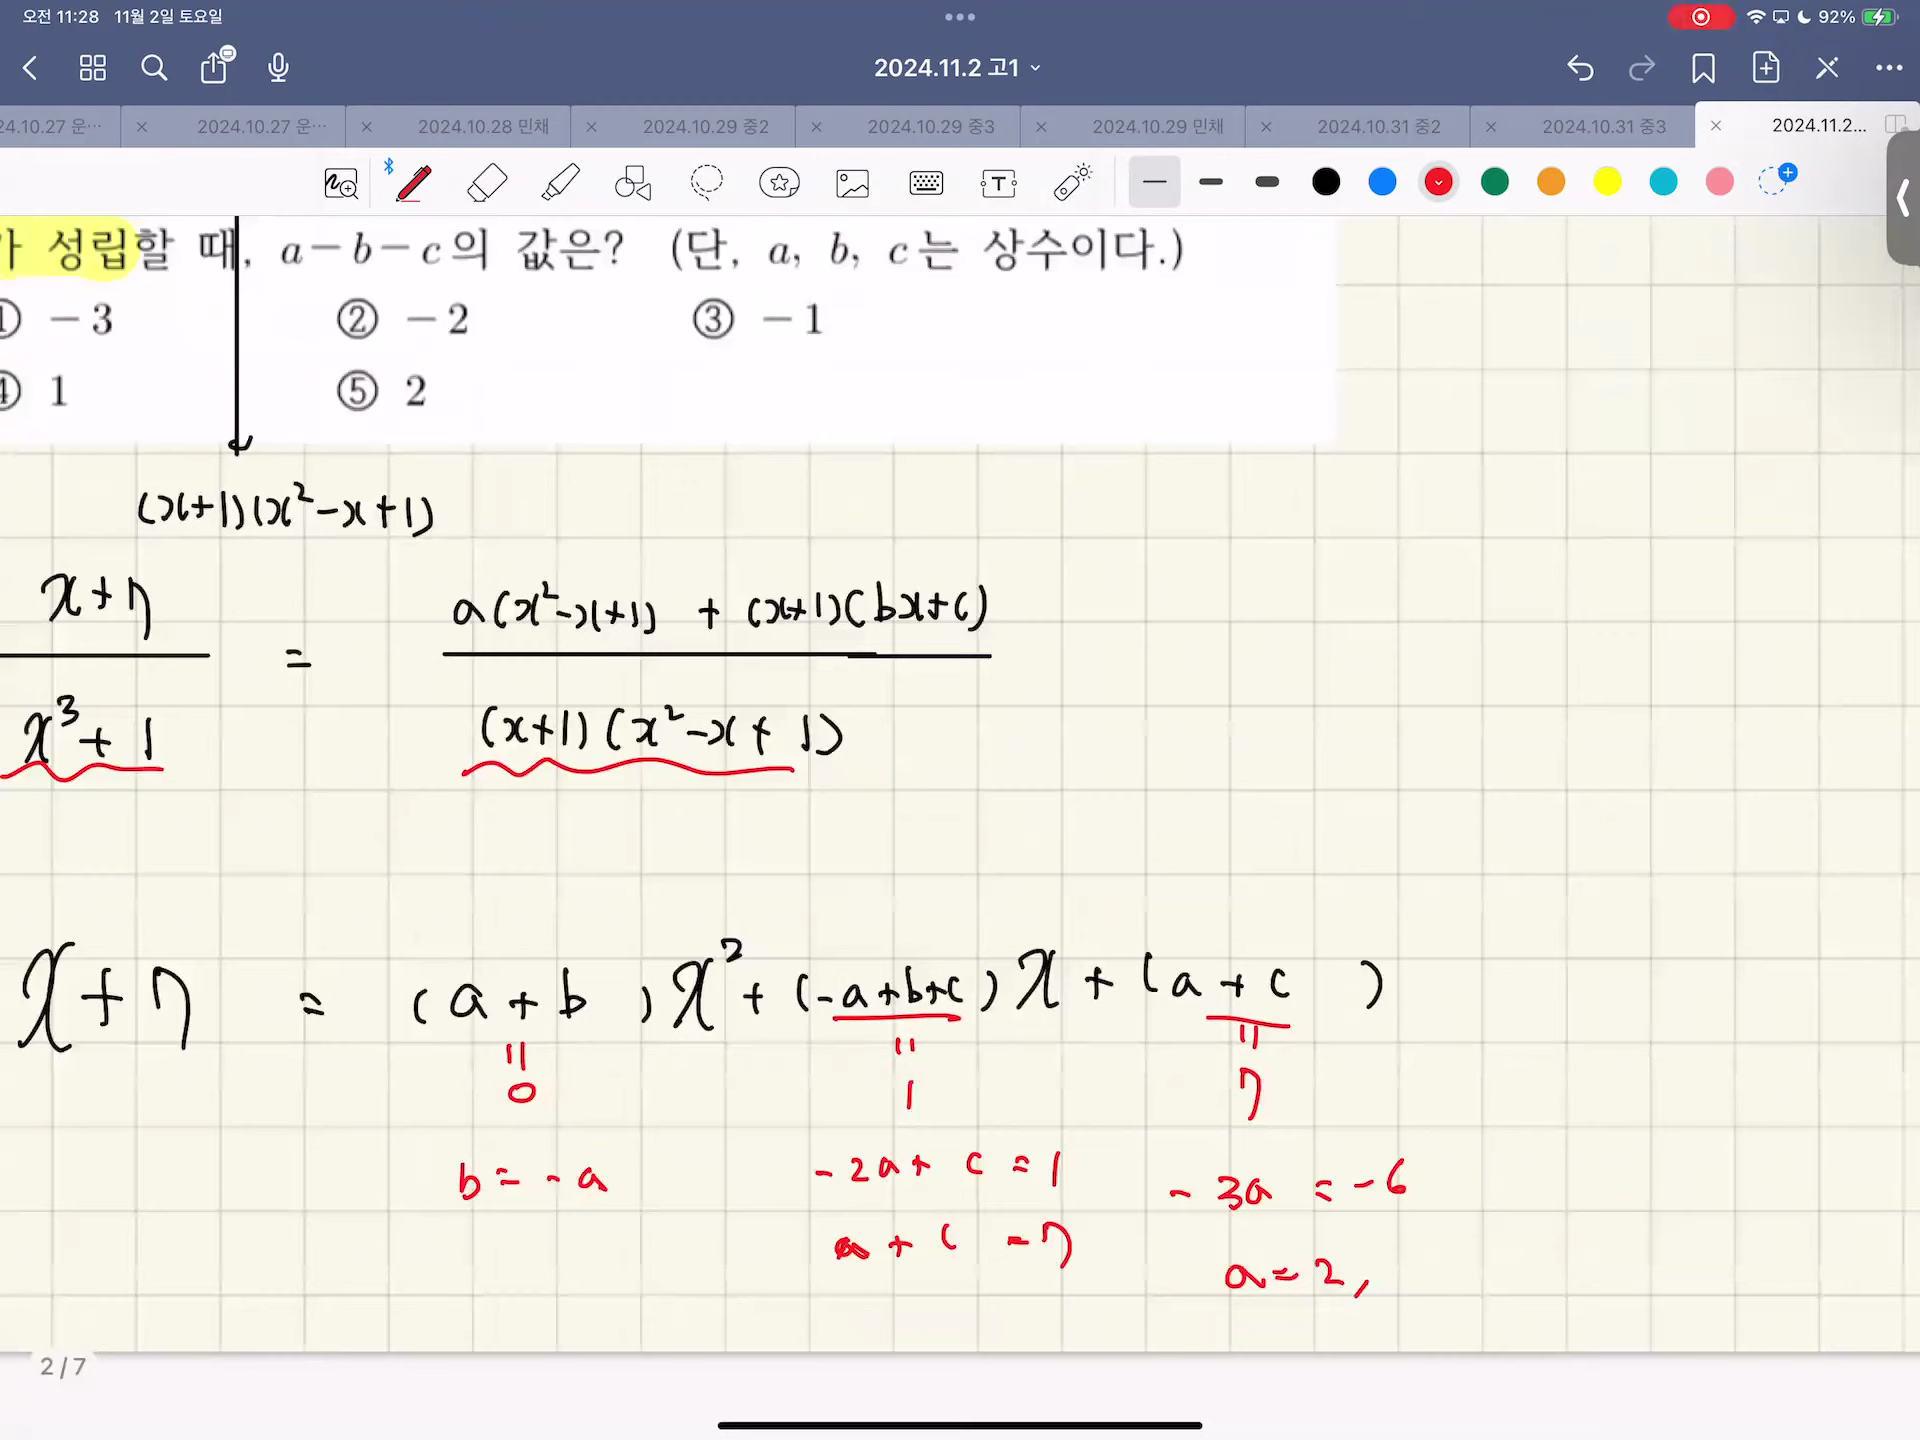 오전 11:28 11월 2일 토요일
92%
2024.11.2 고1
24.10.27 운… 2024.10.27 운… 2024.10.28 민채 2024.10.29 중2 2024.10.29 중3 2024.10.29 민채 2024.10.31 중2 2024.10.31 중3 2024.11.2...
가 성립할 때, a-b-c의 값은? (단, a, b, c는 상수이다.)
① -3 ② -2 ③ -1
④ 1 ⑤ 2
(x+1)(x²-x+1)
x+7 a(x²-x+1) + (x+1)(bx+c)
=
x³+1 (x+1)(x²-x+1)
x+7 = (a+b)x²+(-a+b+c)x+(a+c)
= = =
0 1 7
b=-a -2a+c=1 -3a=-6
a+c=7 a=2,
2/7